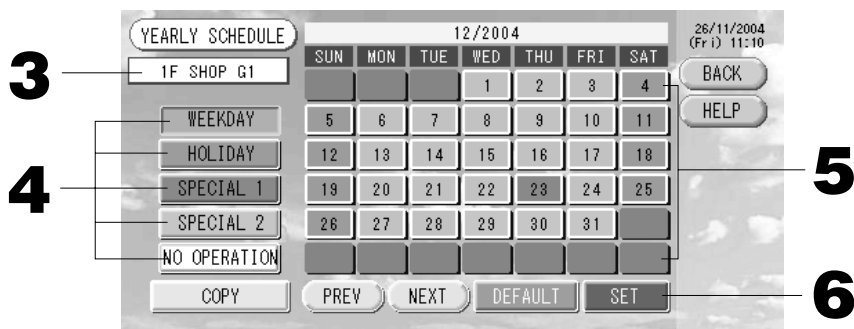 YEARLY SCHEDULE
12/2004
26/11/2004
(Fri) 11:10
3
1F SHOP G1
SUN MON TUE WED THU FRI SAT
BACK
1 2 3 4
HELP
WEEKDAY
5 6 7 8 9 10 11
HOLIDAY
12 13 14 15 16 17 18
5
4
SPECIAL 1
19 20 21 22 23 24 25
SPECIAL 2
26 27 28 29 30 31
NO OPERATION
COPY
PREV
NEXT
DEFAULT
SET
6